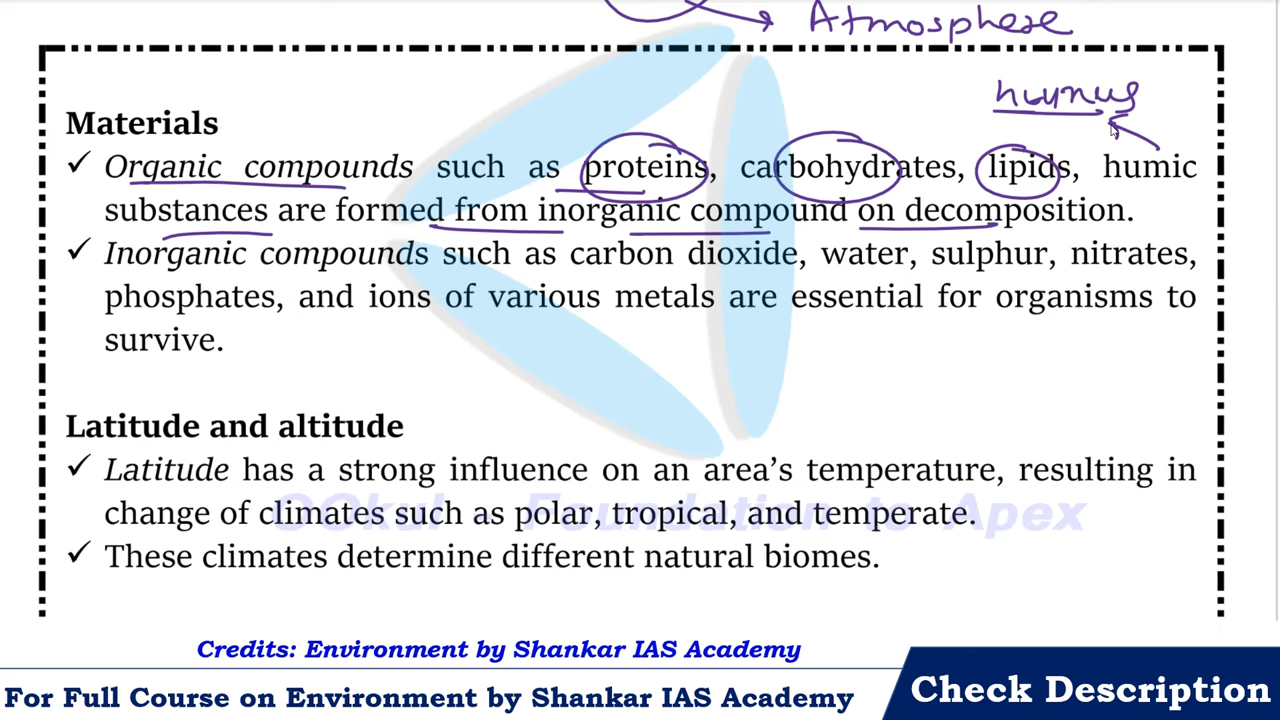 Atmosphere
humus
Materials
✓ Organic compounds such as proteins, carbohydrates, lipids, humic
substances are formed from inorganic compound on decomposition.
✓ Inorganic compounds such as carbon dioxide, water, sulphur, nitrates,
phosphates, and ions of various metals are essential for organisms to
survive.
Latitude and altitude
✓ Latitude has a strong influence on an area's temperature, resulting in
change of climates such as polar, tropical, and temperate.
OOkul - Foundation to Apex
✓ These climates determine different natural biomes.
Credits: Environment by Shankar IAS Academy
For Full Course on Environment by Shankar IAS Academy
Check Description